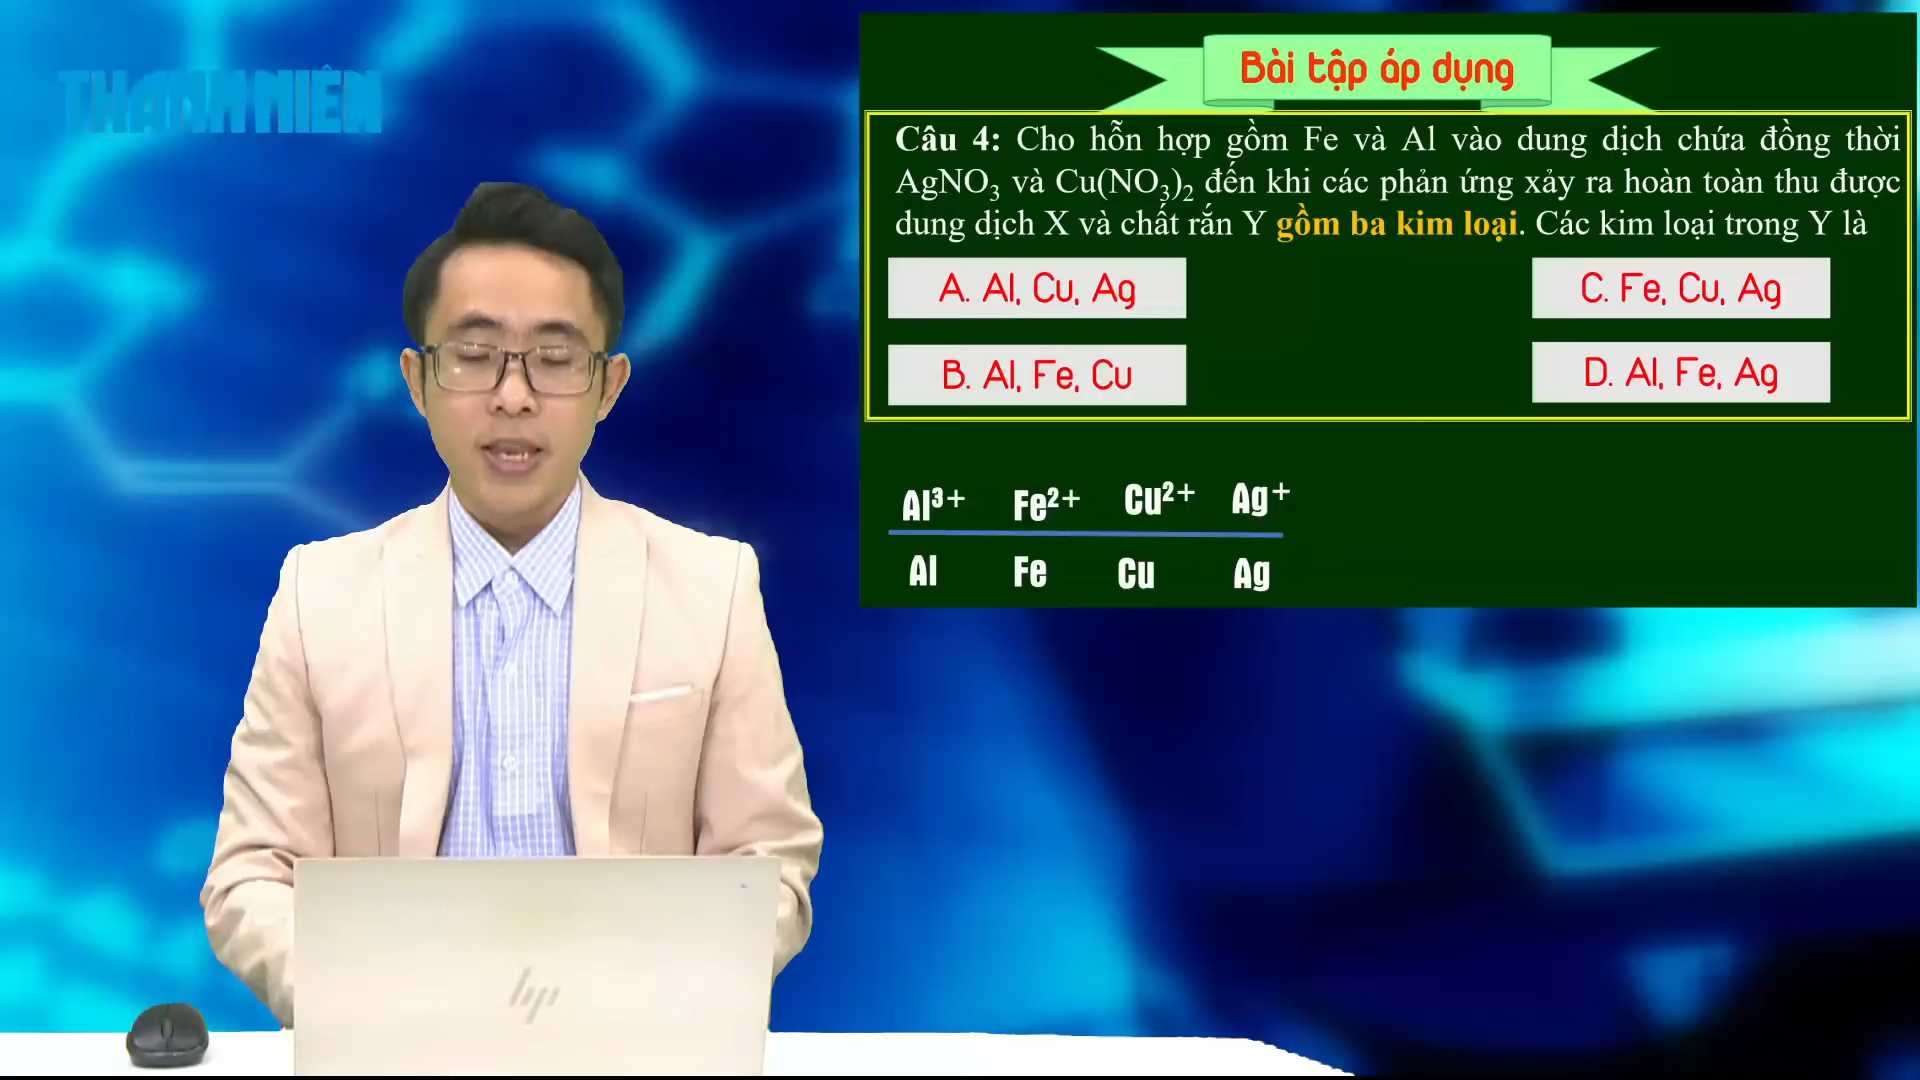 THANH NIÊN
Bài tập áp dụng
Câu 4: Cho hỗn hợp gồm Fe và Al vào dung dịch chứa đồng thời
AgNO₃ và Cu(NO₃)₂ đến khi các phản ứng xảy ra hoàn toàn thu được
dung dịch X và chất rắn Y gồm ba kim loại. Các kim loại trong Y là
A. Al, Cu, Ag
C. Fe, Cu, Ag
B. Al, Fe, Cu
D. Al, Fe, Ag
Al³⁺ Fe²⁺ Cu²⁺ Ag⁺
Al Fe Cu Ag
hp